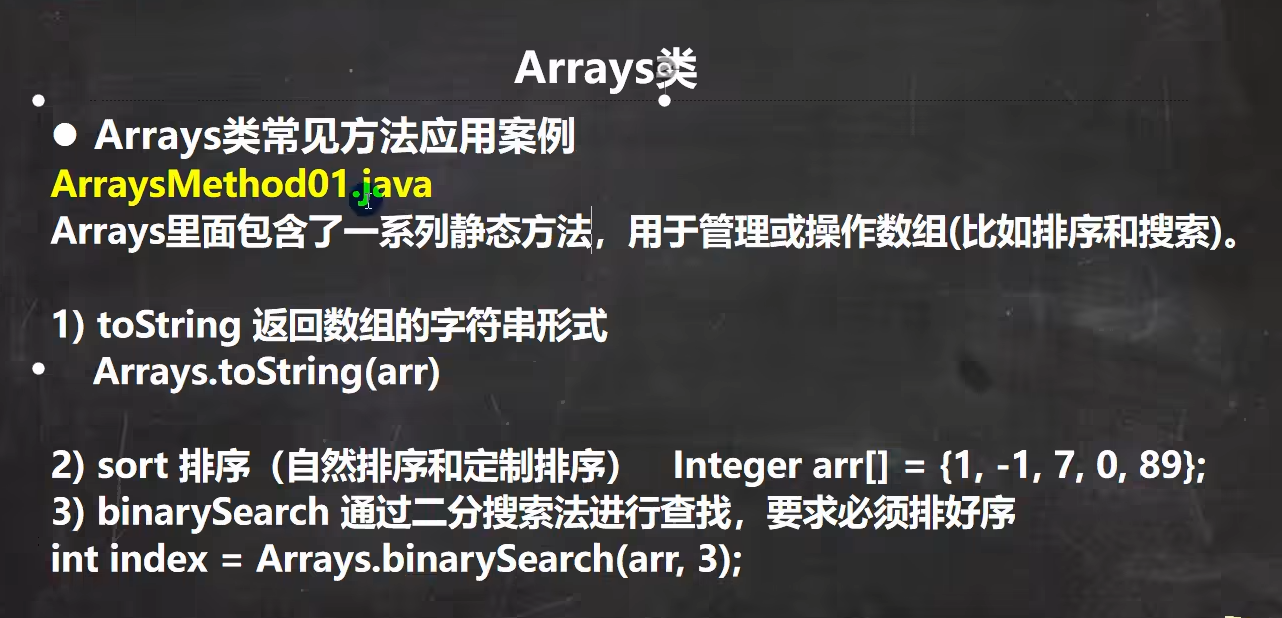 Arrays类
● Arrays类常见方法应用案例
ArraysMethod01.java
Arrays里面包含了一系列静态方法，用于管理或操作数组(比如排序和搜索)。
1) toString 返回数组的字符串形式
Arrays.toString(arr)
2) sort 排序（自然排序和定制排序） Integer arr[] = {1, -1, 7, 0, 89};
3) binarySearch 通过二分搜索法进行查找，要求必须排好序
int index = Arrays.binarySearch(arr, 3);